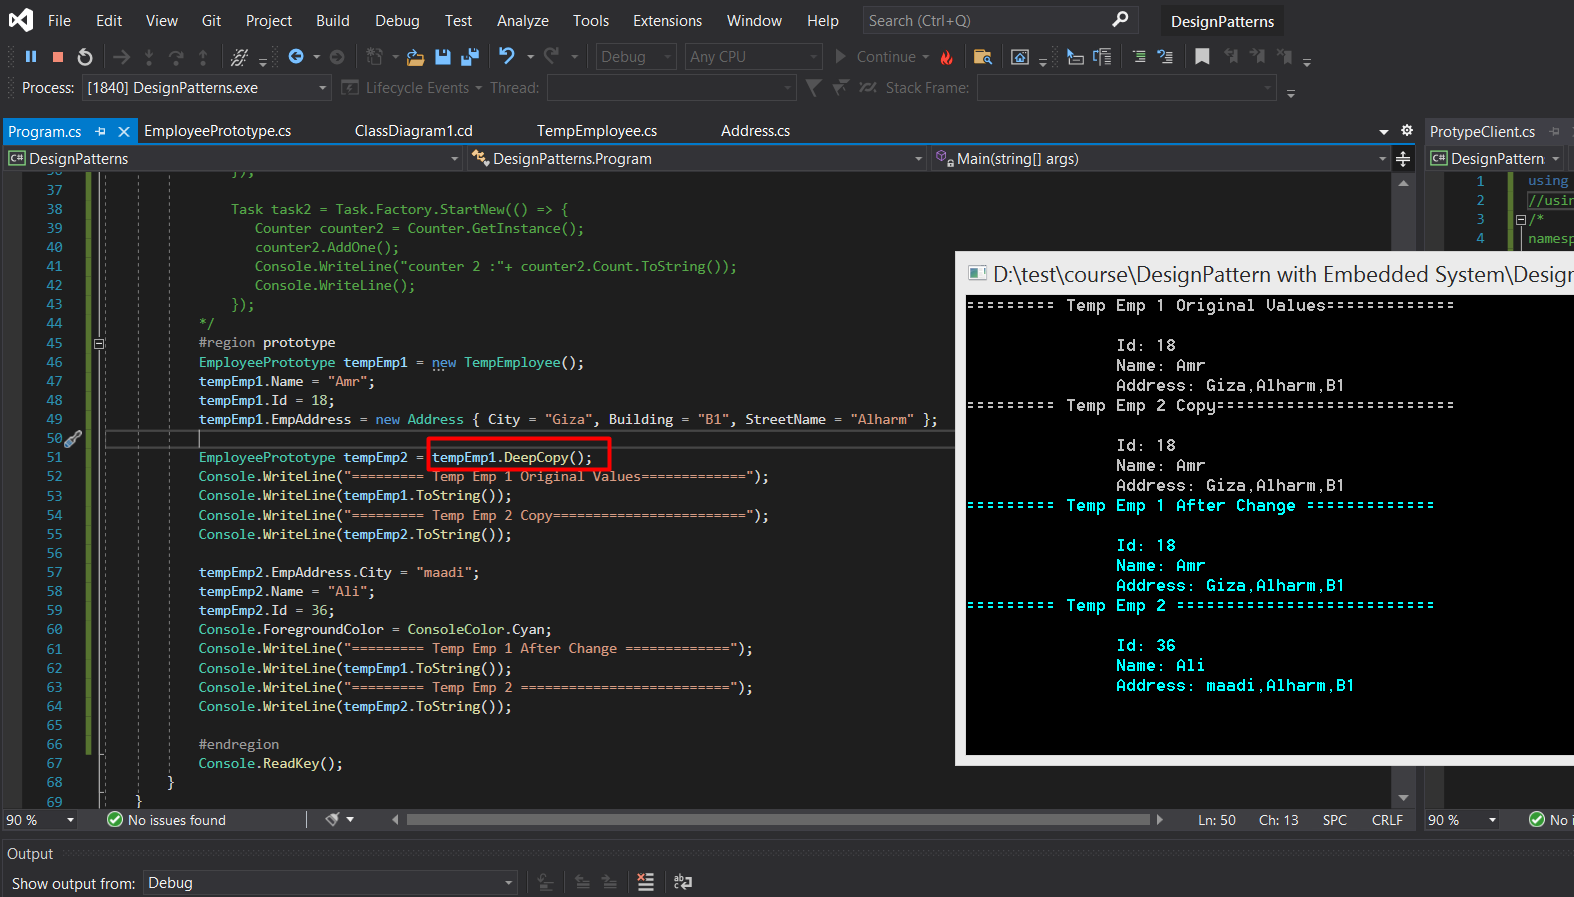 File Edit View Git Project Build Debug Test Analyze Tools Extensions Window Help Search (Ctrl+Q) DesignPatterns
Debug Any CPU Continue
Process: [1840] DesignPatterns.exe Lifecycle Events Thread: Stack Frame:
Program.cs EmployeePrototype.cs ClassDiagram1.cd TempEmployee.cs Address.cs
C# DesignPatterns DesignPatterns.Program Main(string[] args)
36 });
37
38 Task task2 = Task.Factory.StartNew(() => {
39 Counter counter2 = Counter.GetInstance();
40 counter2.AddOne();
41 Console.WriteLine("counter 2 :"+ counter2.Count.ToString());
42 Console.WriteLine();
43 });
44 */
45 #region prototype
46 EmployeePrototype tempEmp1 = new TempEmployee();
47 tempEmp1.Name = "Amr";
48 tempEmp1.Id = 18;
49 tempEmp1.EmpAddress = new Address { City = "Giza", Building = "B1", StreetName = "Alharm" };
50
51 EmployeePrototype tempEmp2 = tempEmp1.DeepCopy();
52 Console.WriteLine("========= Temp Emp 1 Original Values=============");
53 Console.WriteLine(tempEmp1.ToString());
54 Console.WriteLine("========= Temp Emp 2 Copy========================");
55 Console.WriteLine(tempEmp2.ToString());
56
57 tempEmp2.EmpAddress.City = "maadi";
58 tempEmp2.Name = "Ali";
59 tempEmp2.Id = 36;
60 Console.ForegroundColor = ConsoleColor.Cyan;
61 Console.WriteLine("========= Temp Emp 1 After Change =============");
62 Console.WriteLine(tempEmp1.ToString());
63 Console.WriteLine("========= Temp Emp 2 ==========================");
64 Console.WriteLine(tempEmp2.ToString());
65
66 #endregion
67 Console.ReadKey();
68 }
69 }
90 % No issues found Ln: 50 Ch: 13 SPC CRLF
ProtypeClient.cs
C# DesignPattern
1 using
2 //usin
3 /*
4 namesp
D:\test\course\DesignPattern with Embedded System\Design
========= Temp Emp 1 Original Values=============
Id: 18
Name: Amr
Address: Giza,Alharm,B1
========= Temp Emp 2 Copy========================
Id: 18
Name: Amr
Address: Giza,Alharm,B1
========= Temp Emp 1 After Change =============
Id: 18
Name: Amr
Address: Giza,Alharm,B1
========= Temp Emp 2 ==========================
Id: 36
Name: Ali
Address: maadi,Alharm,B1
90 % No i
Output
Show output from: Debug